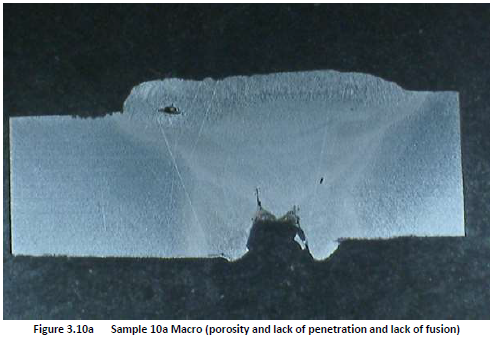 Figure 3.10a Sample 10a Macro (porosity and lack of penetration and lack of fusion)